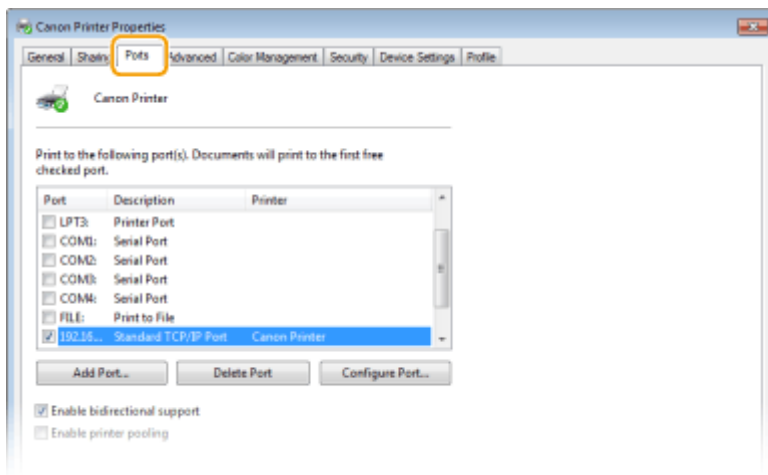 Canon Printer Properties
General Sharing Ports Advanced Color Management Security Device Settings Profile
Canon Printer
Print to the following port(s). Documents will print to the first free
checked port.
Port Description Printer
LPT3: Printer Port
COM1: Serial Port
COM2: Serial Port
COM3: Serial Port
COM4: Serial Port
FILE: Print to File
192.16... Standard TCP/IP Port Canon Printer
Add Port... Delete Port Configure Port...
Enable bidirectional support
Enable printer pooling